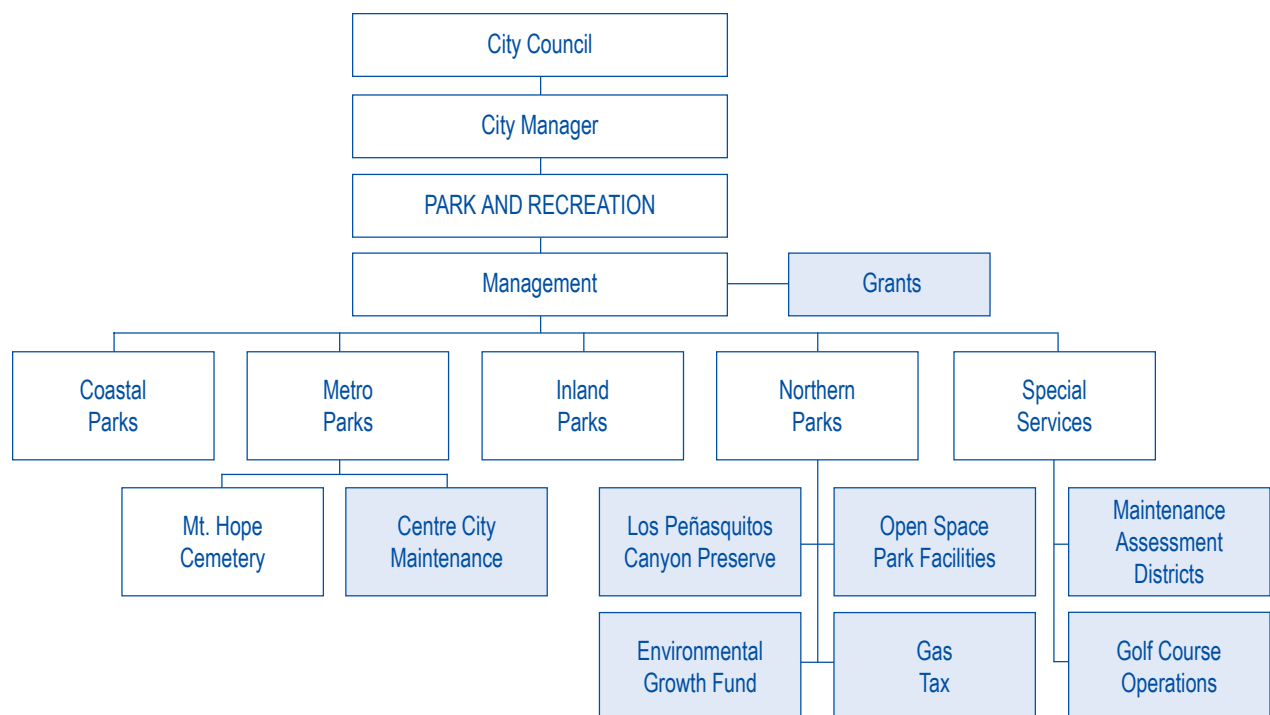 City Council
City Manager
PARK AND RECREATION
Management
Grants
Coastal
Parks
Metro
Parks
Inland
Parks
Northern
Parks
Special
Services
Mt. Hope
Cemetery
Centre City
Maintenance
Los Peñasquitos
Canyon Preserve
Open Space
Park Facilities
Maintenance
Assessment
Districts
Environmental
Growth Fund
Gas
Tax
Golf Course
Operations